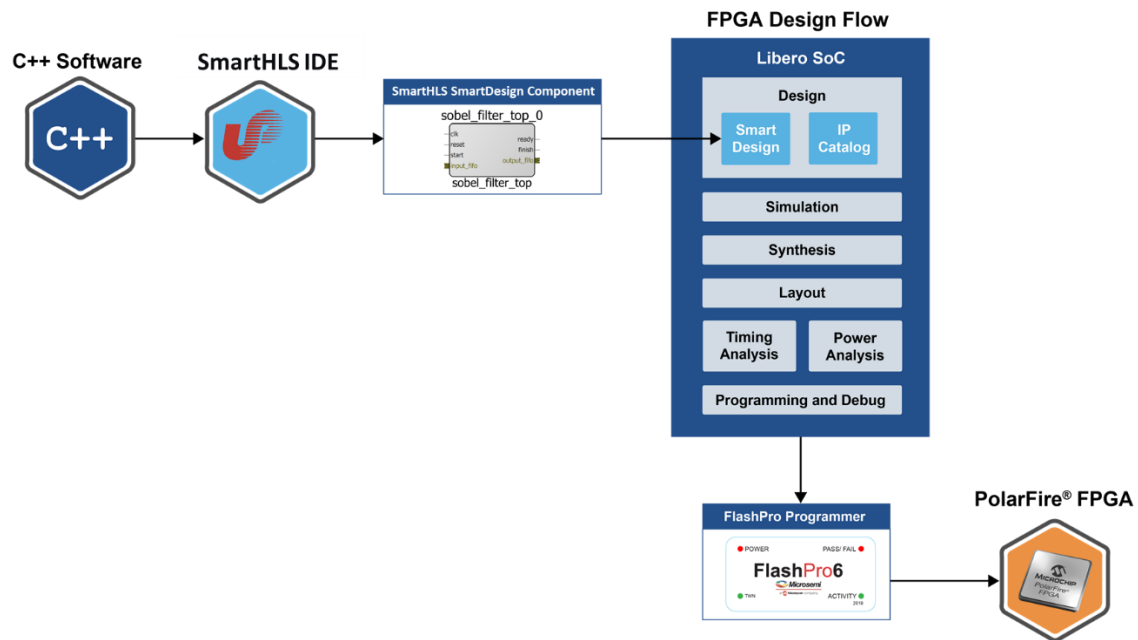 FPGA Design Flow
C++ Software
SmartHLS IDE
C++
SmartHLS SmartDesign Component
sobel_filter_top_0
clk
reset
start
input_fifo
ready
finish
output_fifo
sobel_filter_top
Libero SoC
Design
Smart
Design
IP
Catalog
Simulation
Synthesis
Layout
Timing
Analysis
Power
Analysis
Programming and Debug
FlashPro Programmer
POWER
PASS/ FAIL
FlashPro6
Microsemi
a Microchip company
ACTIVITY
2019
PolarFire® FPGA
MICROCHIP
PolarFire®
FPGA